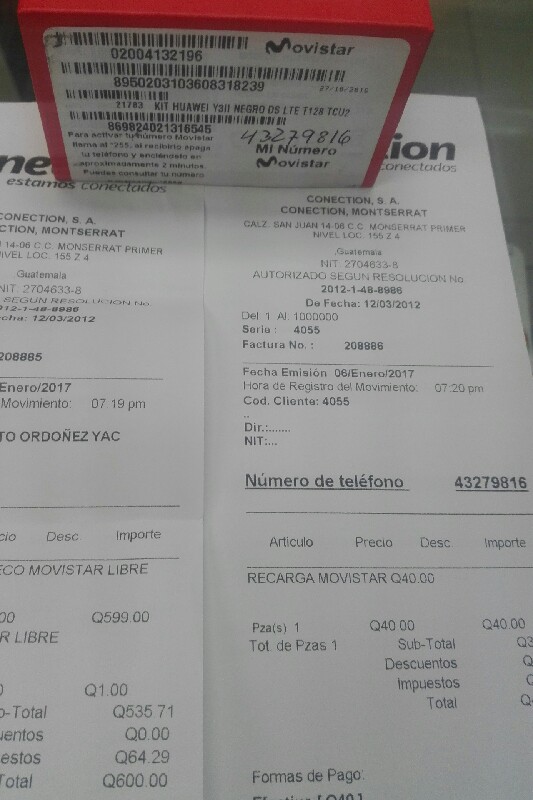 Movistar
02004132196
8950203103608318239
27/10/2016
21783 KIT HUAWEI Y3II NEGRO DS LTE T128 TCU2
869824021316545
43279816
Para activar tu número Movistar
llama al *255, al recibirlo apaga
tu teléfono y enciéndelo en
aproximadamente 2 minutos.
Puedes consultar tu número
Mi Número
Movistar
estamos conectados
CONECTION, S. A.
CTION, MONTSERRAT
14-06 C.C. MONSERRAT PRIMER
NIVEL LOC. 155 Z 4
Guatemala
NIT. 2704633-8
SEGUN RESOLUCION No.
012-1-48-8986
cha: 12/03/2012
208885
Enero/2017
Movimiento: 07:19 pm
TO ORDOÑEZ YAC
cio Desc. Importe
ECO MOVISTAR LIBRE
00 Q599.00
R LIBRE
0 Q1.00
b-Total Q535.71
uentos Q0.00
estos Q64.29
Total Q600.00
ction
conectados
CONECTION, S. A.
CONECTION, MONTSERRAT
CALZ. SAN JUAN 14-06 C.C. MONSERRAT PRIMER
NIVEL LOC. 155 Z 4
,Guatemala
NIT: 2704633-8
AUTORIZADO SEGUN RESOLUCION No.
2012-1-48-8986
De Fecha: 12/03/2012
Del: 1 Al: 1000000
Serie : 4055
Factura No. : 208886
Fecha Emisión 06/Enero/2017
Hora de Registro del Movimiento: 07:20 pm
Cod. Cliente: 4055
..
Dir.:.......
NIT:...
Número de teléfono 43279816
Articulo Precio Desc. Importe
RECARGA MOVISTAR Q40.00
Pza(s) 1 Q40.00 Q40.00
Tot. de Pzas 1 Sub-Total Q3
Descuentos Q
Impuestos Q
Total Q
Formas de Pago:
Efectivo [ Q40 ]